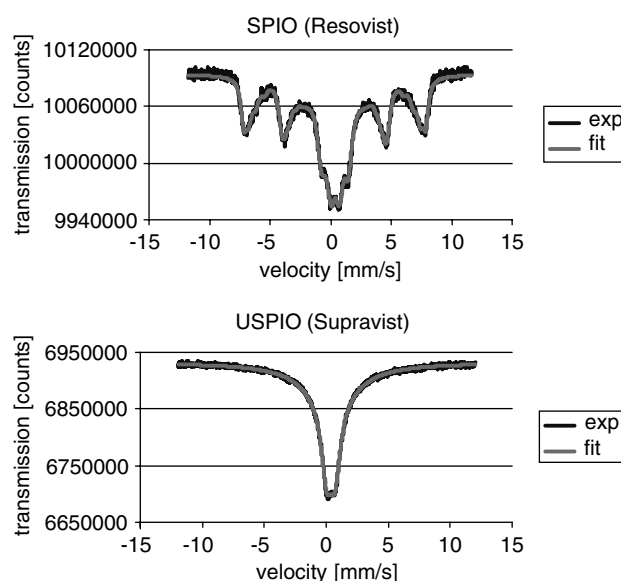 SPIO (Resovist)
transmission [counts]
10120000
10060000
10000000
9940000
-15 -10 -5 0 5 10 15
velocity [mm/s]
exp
fit
USPIO (Supravist)
transmission [counts]
6950000
6850000
6750000
6650000
-15 -10 -5 0 5 10 15
velocity [mm/s]
exp
fit